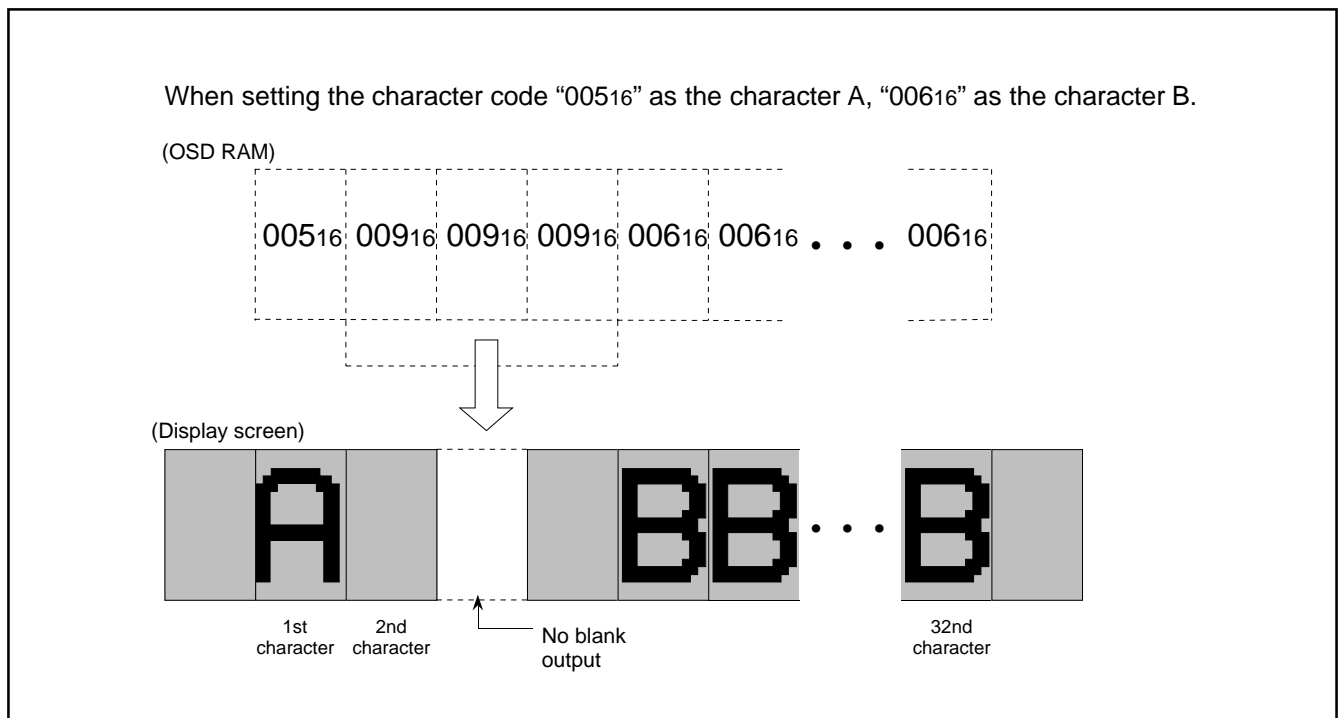 When setting the character code “00516” as the character A, “00616” as the character B.
(OSD RAM)
00516 00916 00916 00916 00616 00616 • • • 00616
(Display screen)
A BB • • • B
1st character 2nd character No blank output 32nd character